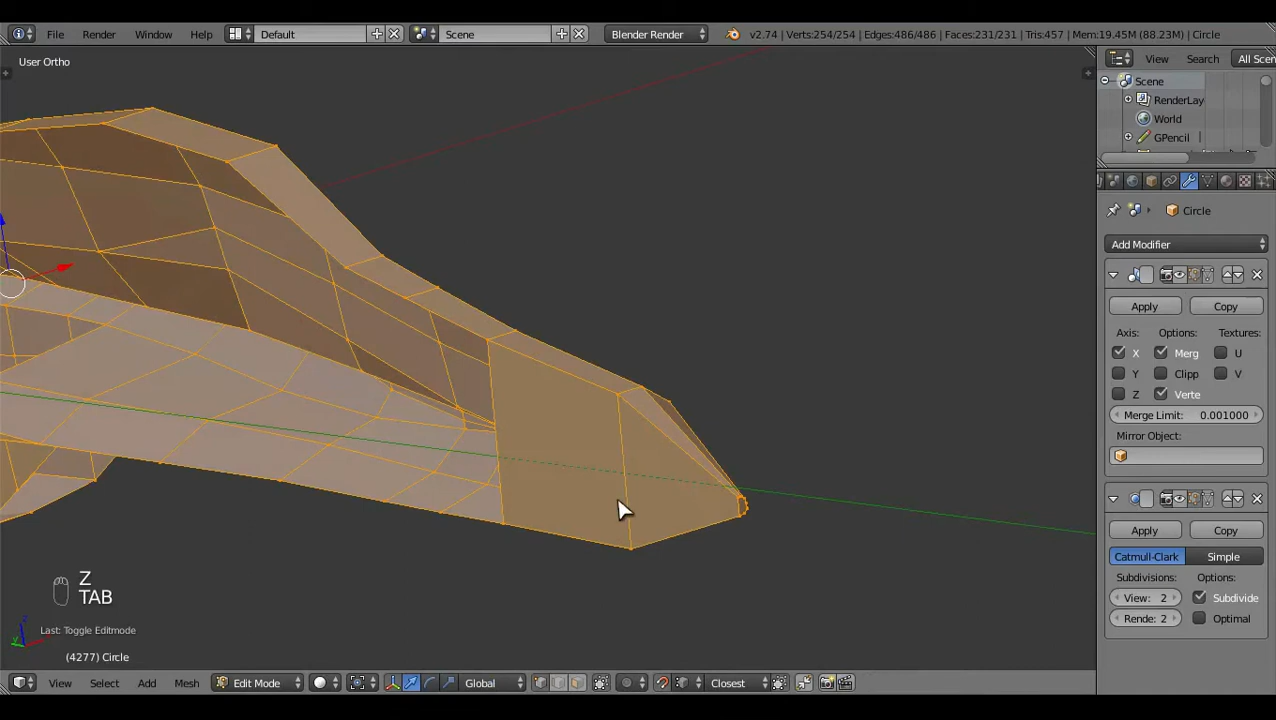 File Render Window Help Default Scene Blender Render v2.74 | Verts:254/254 | Edges:486/486 | Faces:231/231 | Tris:457 | Mem:19.45M (88.23M) | Circle
View Search All Scen
User Ortho
Scene
RenderLay
World
GPencil
Circle
Add Modifier
Apply Copy
Axis: Options: Textures:
X Merg U
Y Clipp V
Z Verte
Merge Limit: 0.001000
Mirror Object:
Apply Copy
Catmull-Clark Simple
Subdivisions: Options:
View: 2 Subdivide
Rende: 2 Optimal
Z
TAB
Last: Toggle Editmode
(4277) Circle
View Select Add Mesh Edit Mode Global Closest